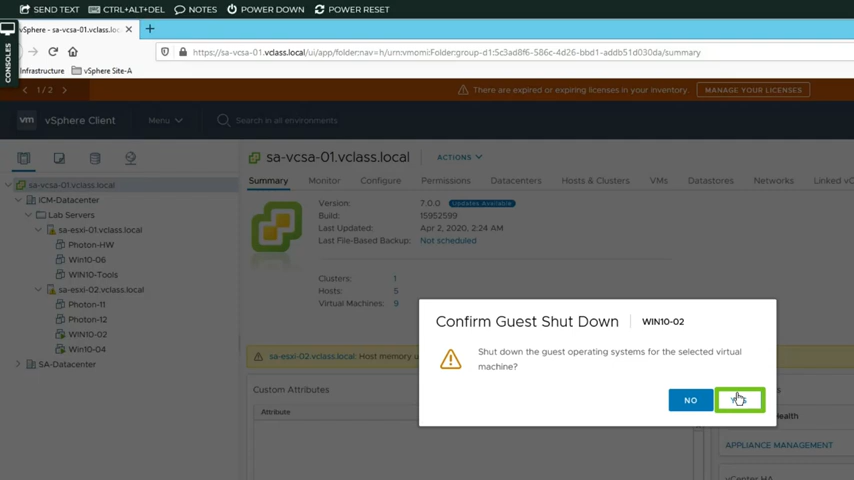 SEND TEXT CTRL+ALT+DEL NOTES POWER DOWN POWER RESET
CONSOLES
vSphere - sa-vcsa-01.vclass.loc
https://sa-vcsa-01.vclass.local/ui/app/folder;nav=h/urn:vmomi:Folder:group-d1:5c3ad8f6-586c-4d26-bbd1-addb51d030da/summary
Infrastructure vSphere Site-A
1 / 2 There are expired or expiring licenses in your inventory. MANAGE YOUR LICENSES
vm vSphere Client Menu Search in all environments
sa-vcsa-01.vclass.local ACTIONS
Summary Monitor Configure Permissions Datacenters Hosts & Clusters VMs Datastores Networks Linked vC
sa-vcsa-01.vclass.local
ICM-Datacenter
Lab Servers
sa-esxi-01.vclass.local
Photon-HW
Win10-06
WIN10-Tools
sa-esxi-02.vclass.local
Photon-11
Photon-12
WIN10-02
Win10-04
SA-Datacenter
Version: 7.0.0 Updates Available
Build: 15952599
Last Updated: Apr 2, 2020, 2:24 AM
Last File-Based Backup: Not scheduled
Clusters: 1
Hosts: 5
Virtual Machines: 9
sa-esxi-02.vclass.local: Host memory u
Custom Attributes
Attribute
Confirm Guest Shut Down WIN10-02
Shut down the guest operating systems for the selected virtual
machine?
NO
Health
APPLIANCE MANAGEMENT
vCenter HA